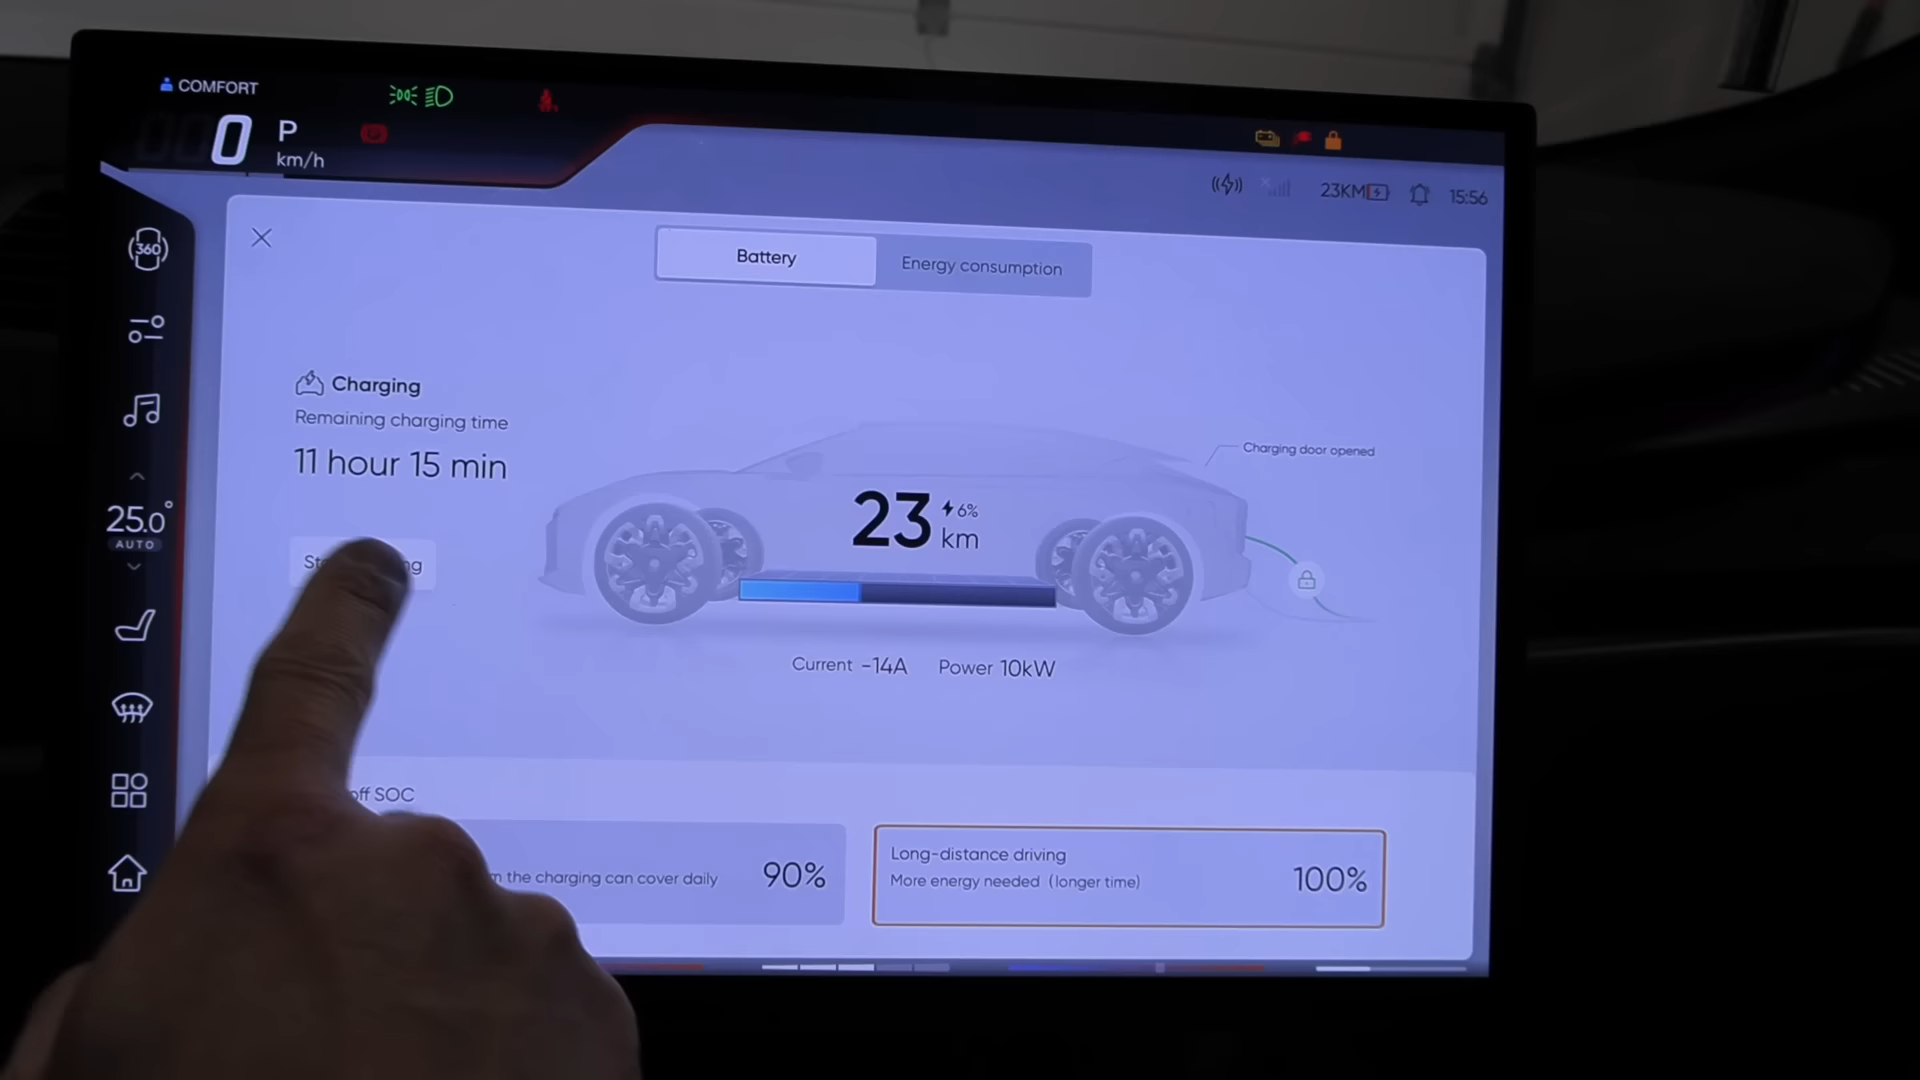 COMFORT
0
P
km/h
23KM
15:56
360
Battery
Energy consumption
Charging
Remaining charging time
11 hour 15 min
Charging door opened
23
6%
km
25.0°
AUTO
Current -14A
Power 10kW
off SOC
the charging can cover daily
90%
Long-distance driving
More energy needed (longer time)
100%